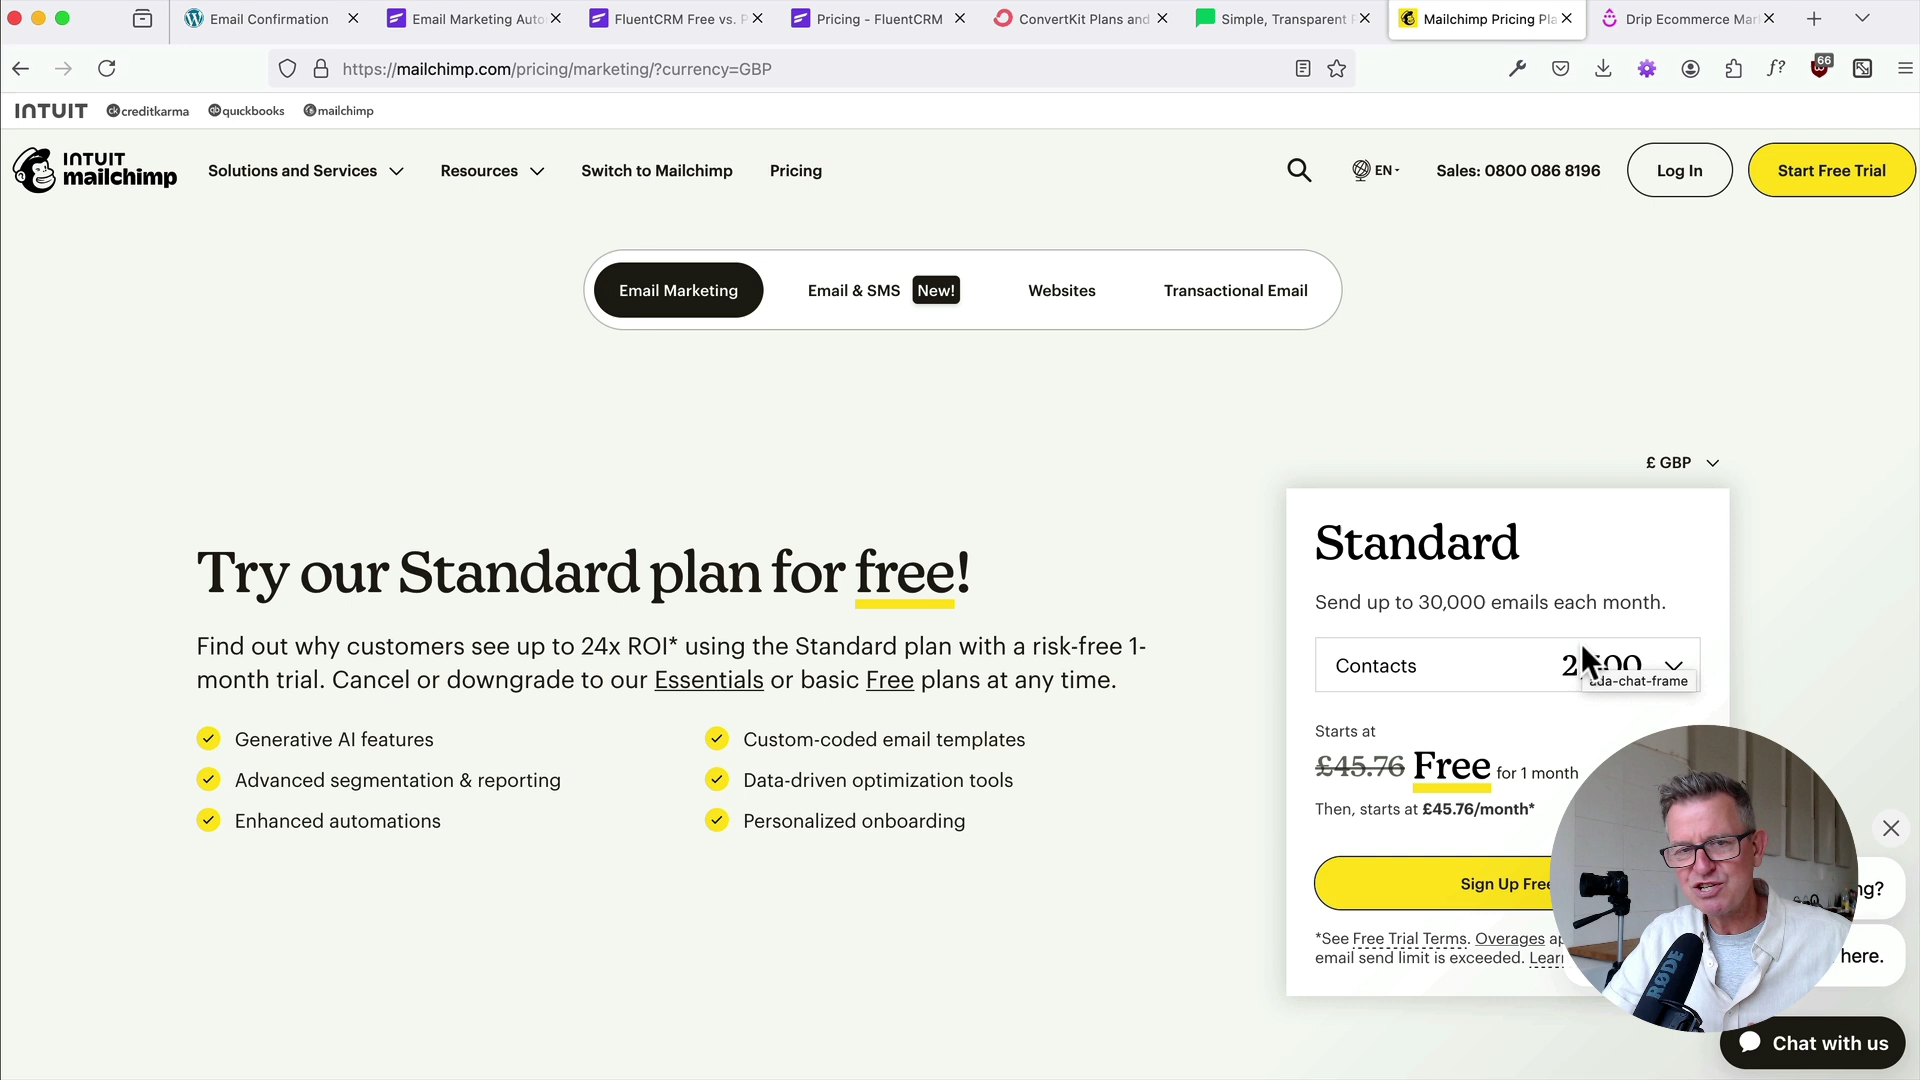 Email Confirmation
Email Marketing Auto
FluentCRM Free vs. P
Pricing - FluentCRM
ConvertKit Plans and
Simple, Transparent P
Mailchimp Pricing Pla
Drip Ecommerce Mar
https://mailchimp.com/pricing/marketing/?currency=GBP
66
INTUIT
creditkarma
quickbooks
mailchimp
INTUIT
mailchimp
Solutions and Services
Resources
Switch to Mailchimp
Pricing
EN
Sales: 0800 086 8196
Log In
Start Free Trial
Email Marketing
Email & SMS New!
Websites
Transactional Email
£ GBP
Try our Standard plan for free!
Find out why customers see up to 24x ROI* using the Standard plan with a risk-free 1-
month trial. Cancel or downgrade to our Essentials or basic Free plans at any time.
Generative AI features
Custom-coded email templates
Advanced segmentation & reporting
Data-driven optimization tools
Enhanced automations
Personalized onboarding
Standard
Send up to 30,000 emails each month.
Contacts
ada-chat-frame
Starts at
£45.76 Free for 1 month
Then, starts at £45.76/month*
Sign Up Free
*See Free Trial Terms. Overages
email send limit is exceeded.
here.
RØDE
Chat with us